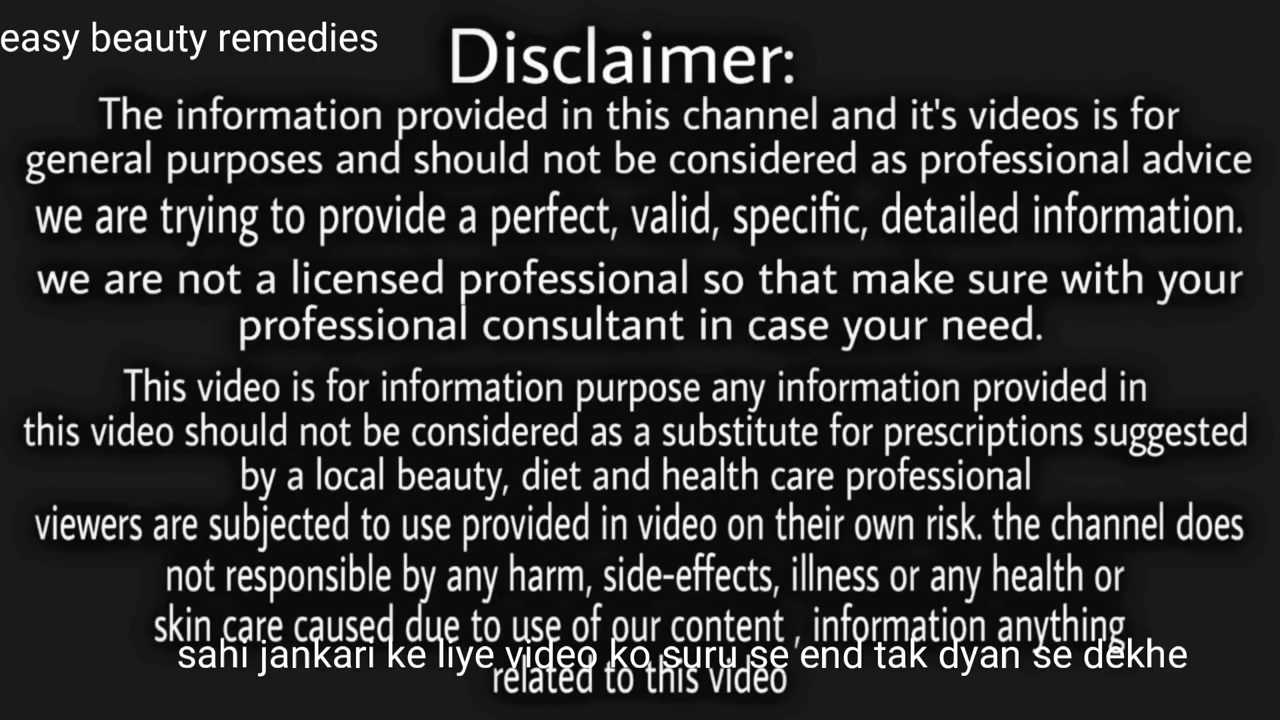 easy beauty remedies
Disclaimer:
The information provided in this channel and it's videos is for
general purposes and should not be considered as professional advice
we are trying to provide a perfect, valid, specific, detailed information.
we are not a licensed professional so that make sure with your
professional consultant in case your need.
This video is for information purpose any information provided in
this video should not be considered as a substitute for prescriptions suggested
by a local beauty, diet and health care professional
viewers are subjected to use provided in video on their own risk. the channel does
not responsible by any harm, side-effects, illness or any health or
skin care caused due to use of our content , information anything
sahi jankari ke liye video ko suru se end tak dyan se dekhe
related to this video